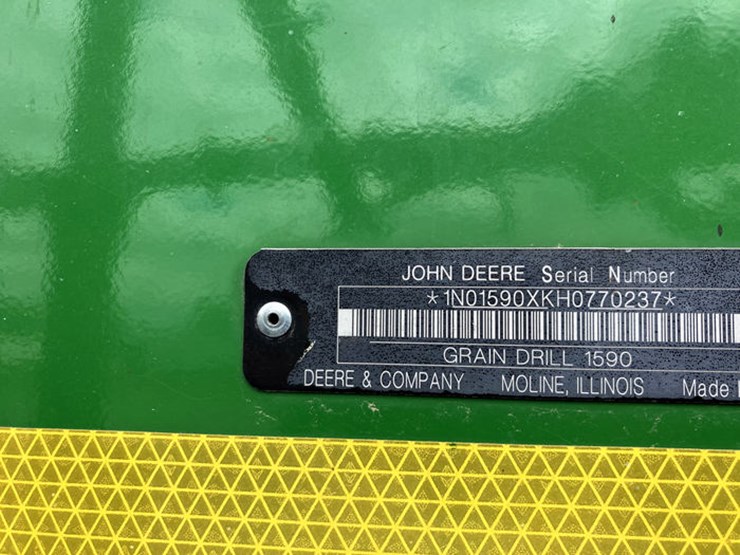 JOHN DEERE Serial Number
*1N01590XKH0770237*
GRAIN DRILL 1590
DEERE & COMPANY MOLINE, ILLINOIS Made